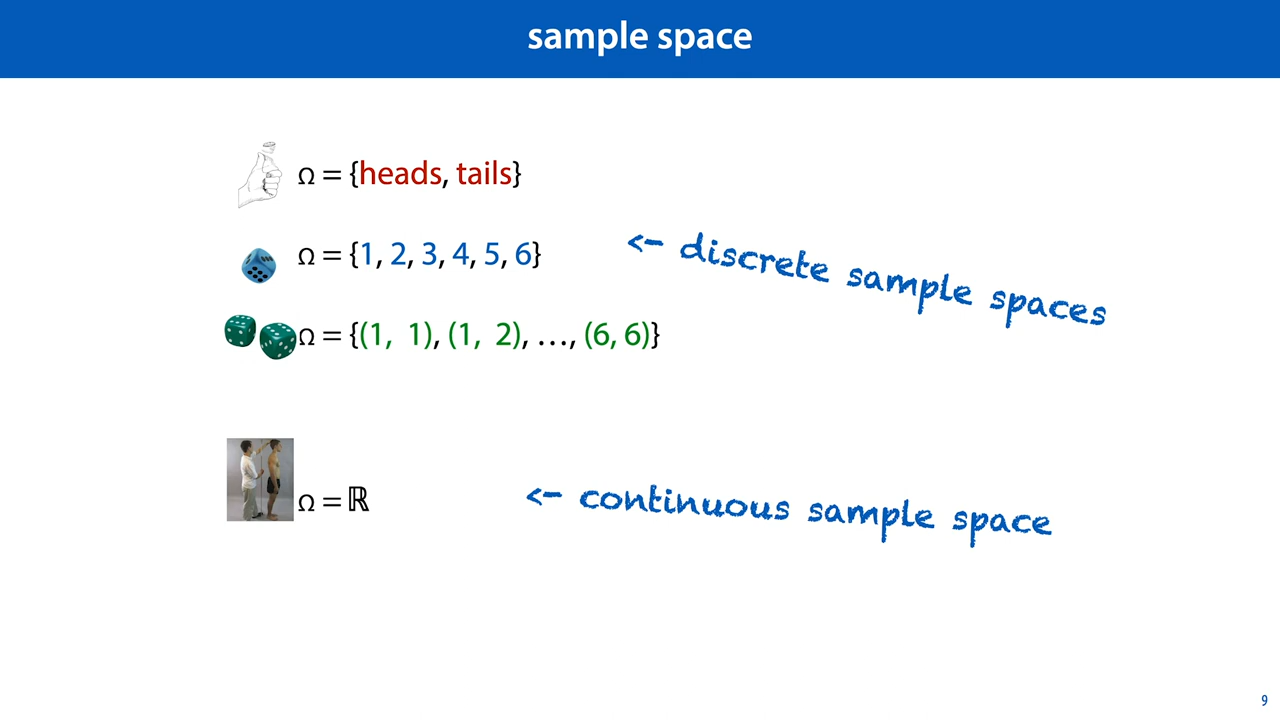 sample space
Ω = {heads, tails}
Ω = {1, 2, 3, 4, 5, 6}
<- discrete sample spaces
Ω = {(1, 1), (1, 2), …, (6, 6)}
Ω = ℝ
<- continuous sample space
9